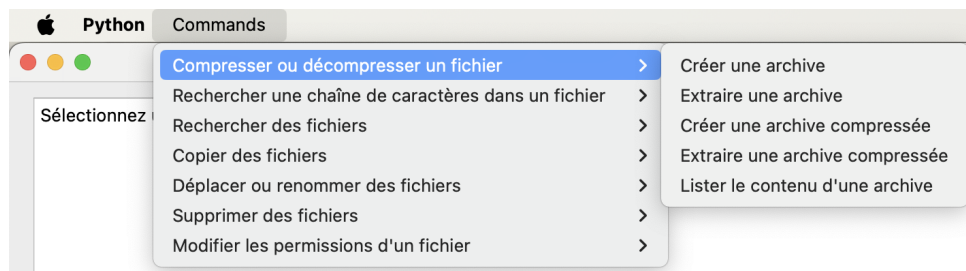 Python Commands
Compresser ou décompresser un fichier
Rechercher une chaîne de caractères dans un fichier
Rechercher des fichiers
Copier des fichiers
Déplacer ou renommer des fichiers
Supprimer des fichiers
Modifier les permissions d'un fichier
Créer une archive
Extraire une archive
Créer une archive compressée
Extraire une archive compressée
Lister le contenu d'une archive
Sélectionnez